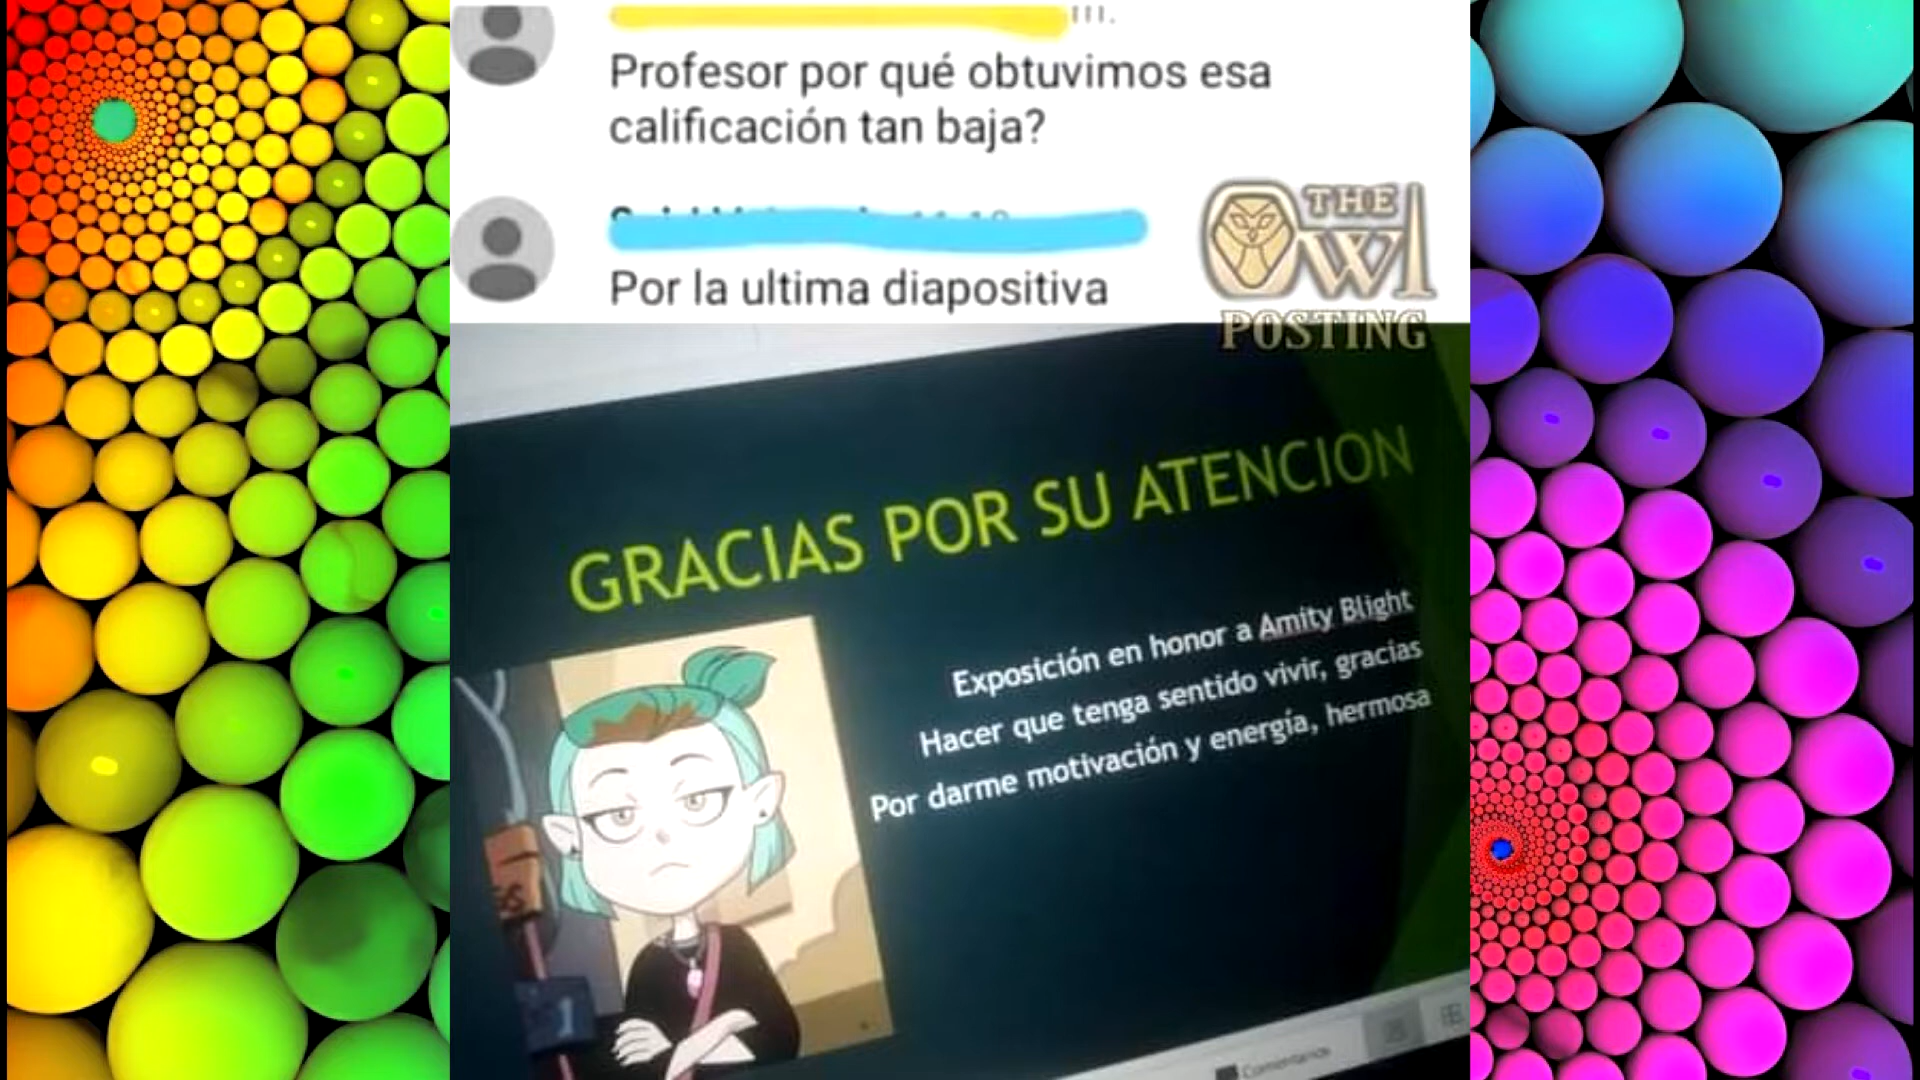 Profesor por qué obtuvimos esa
calificación tan baja?
Por la ultima diapositiva
THE
OWl
POSTING
GRACIAS POR SU ATENCION
Exposición en honor a Amity Blight
Hacer que tenga sentido vivir, gracias
Por darme motivación y energía, hermosa
Comentarios